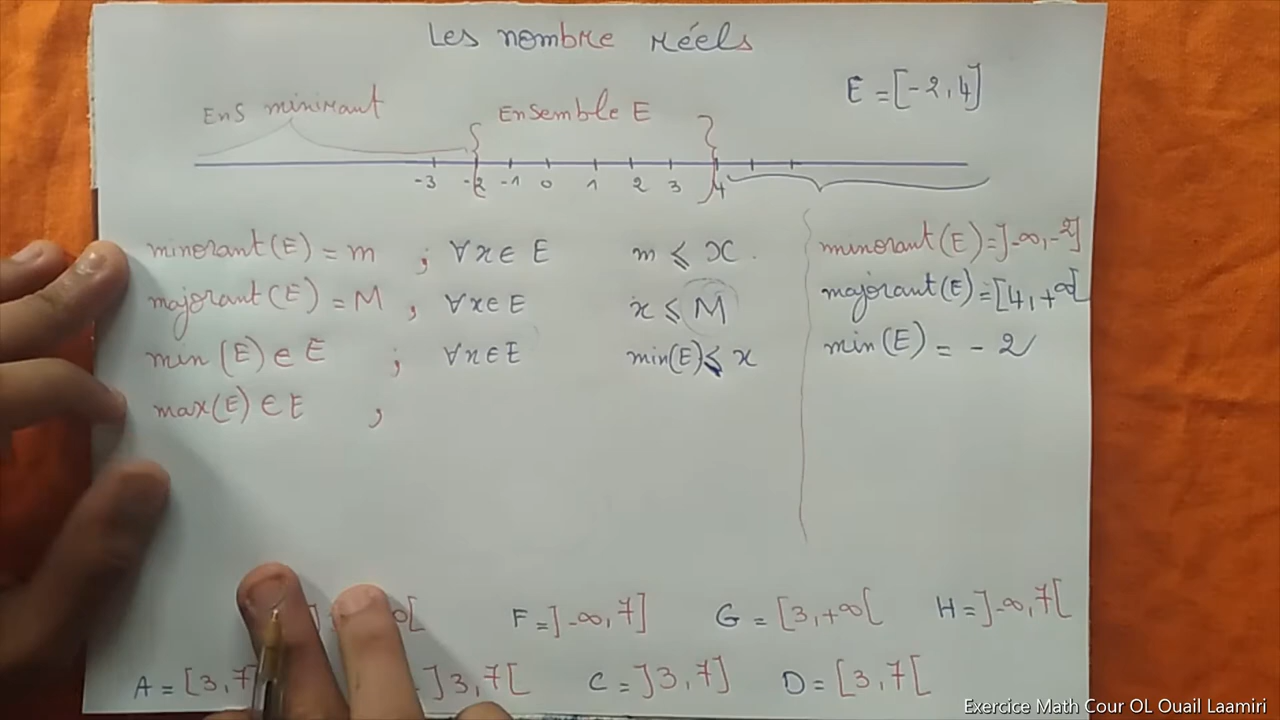 Les nombre réels
E = [-2, 4]
Ens minirant
Ensemble E
-3 -2 -1 0 1 2 3 4
minorant(E) = m ; ∀x∈E m ⩽ x.
majorant(E) = M , ∀x∈E x ⩽ M
min(E) ∈ E ; ∀x∈E min(E) ⩽ x
max(E) ∈ E ,
minorant(E) = ]-∞, -2]
majorant(E) = [4, +∞[
min(E) = -2
F = ]-∞, 7] G = [3, +∞[ H = ]-∞, 7[
A = [3, 7 ]3, 7[ C = ]3, 7] D = [3, 7[
Exercice Math Cour OL Ouail Laamiri